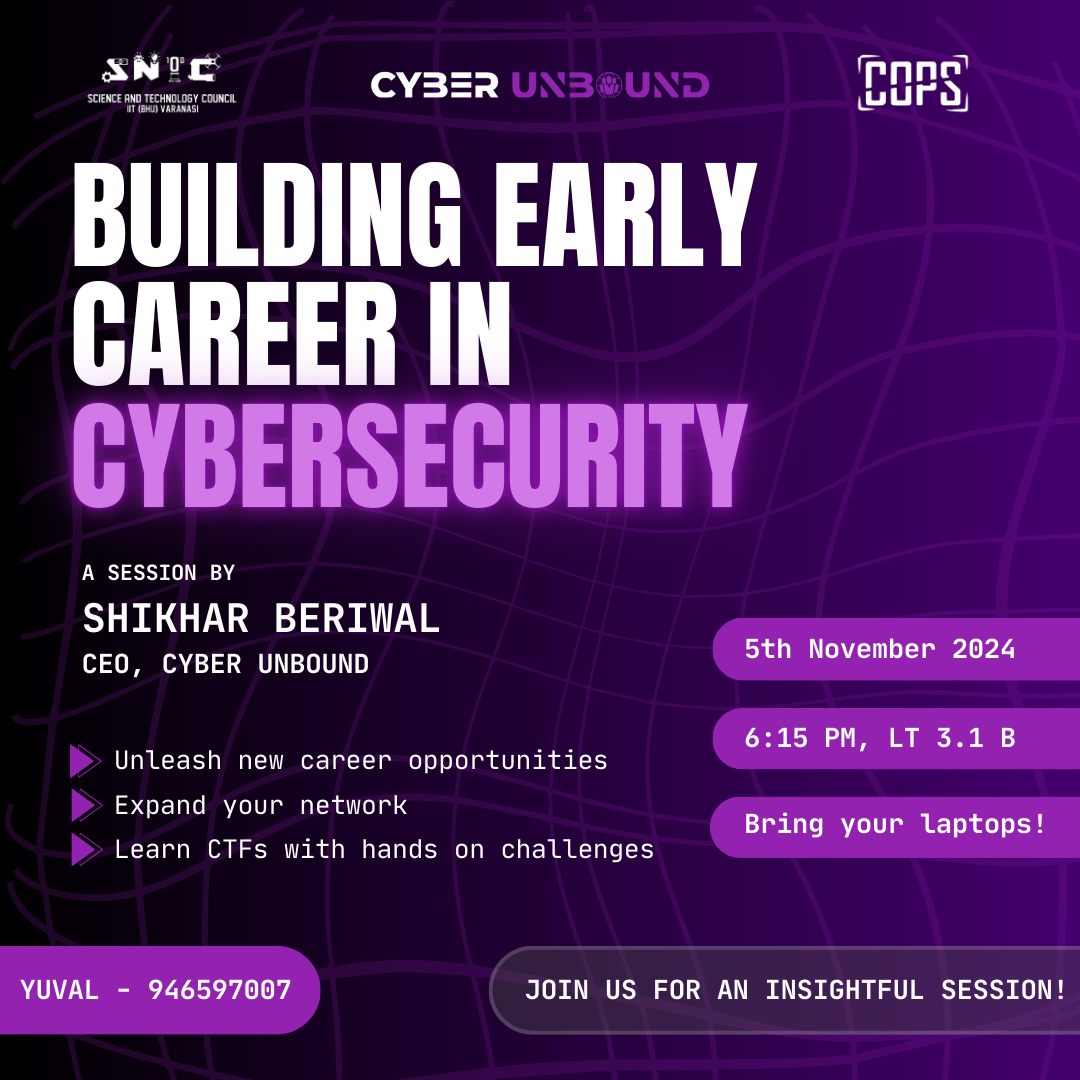 SNTC
SCIENCE AND TECHNOLOGY COUNCIL
IIT (BHU) VARANASI
CYBER UNBOUND
COPS
BUILDING EARLY
CAREER IN
CYBERSECURITY
A SESSION BY
SHIKHAR BERIWAL
CEO, CYBER UNBOUND
5th November 2024
6:15 PM, LT 3.1 B
Bring your laptops!
Unleash new career opportunities
Expand your network
Learn CTFs with hands on challenges
YUVAL - 946597007
JOIN US FOR AN INSIGHTFUL SESSION!